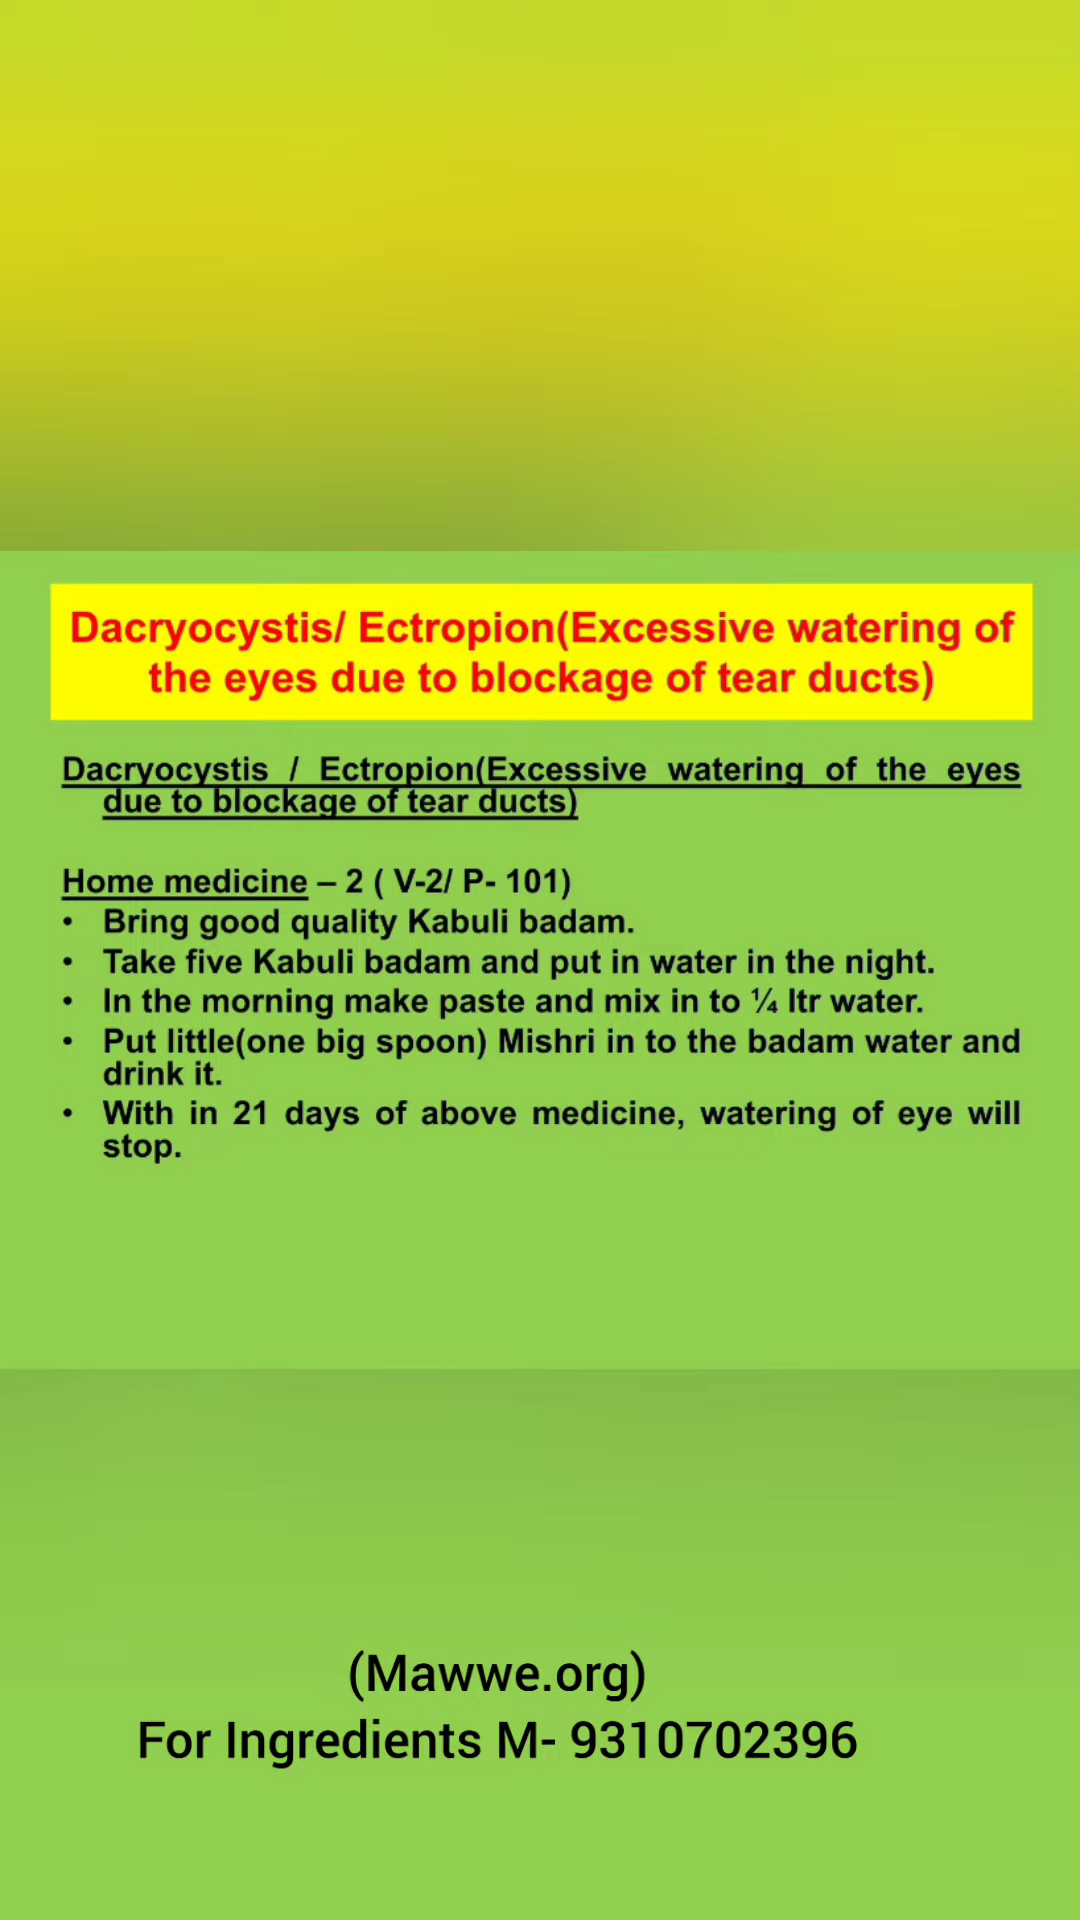 Dacryocystis/ Ectropion(Excessive watering of
the eyes due to blockage of tear ducts)
Dacryocystis / Ectropion(Excessive watering of the eyes
due to blockage of tear ducts)
Home medicine – 2 ( V-2/ P- 101)
• Bring good quality Kabuli badam.
• Take five Kabuli badam and put in water in the night.
• In the morning make paste and mix in to ¼ ltr water.
• Put little(one big spoon) Mishri in to the badam water and
drink it.
• With in 21 days of above medicine, watering of eye will
stop.
(Mawwe.org)
For Ingredients M- 9310702396